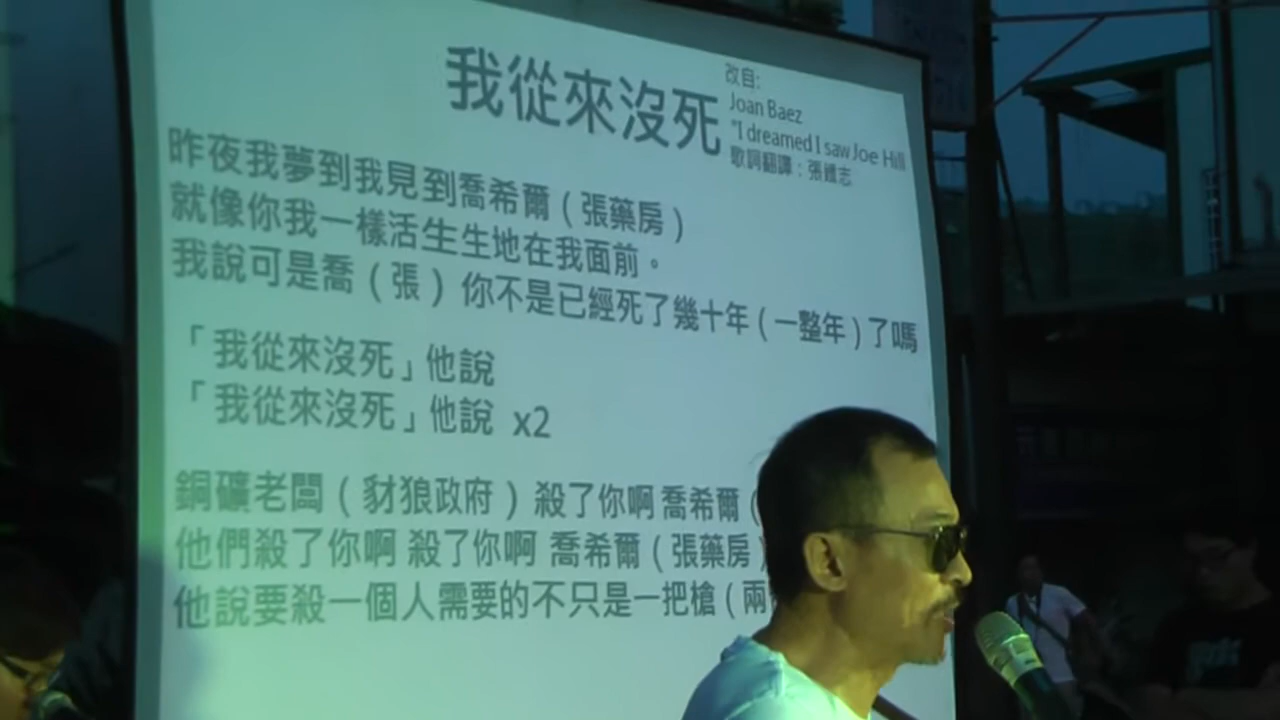 我從來沒死
改自:
Joan Baez
"I dreamed I saw Joe Hill
歌詞翻譯：張鐵志
昨夜我夢到我見到喬希爾（張藥房）
就像你我一樣活生生地在我面前。
我說可是喬（張）你不是已經死了幾十年（一整年）了嗎
「我從來沒死」他說
「我從來沒死」他說 x2
銅礦老闆（豺狼政府）殺了你啊 喬希爾（
他們殺了你啊 殺了你啊 喬希爾（張藥房）
他說要殺一個人需要的不只是一把槍（兩